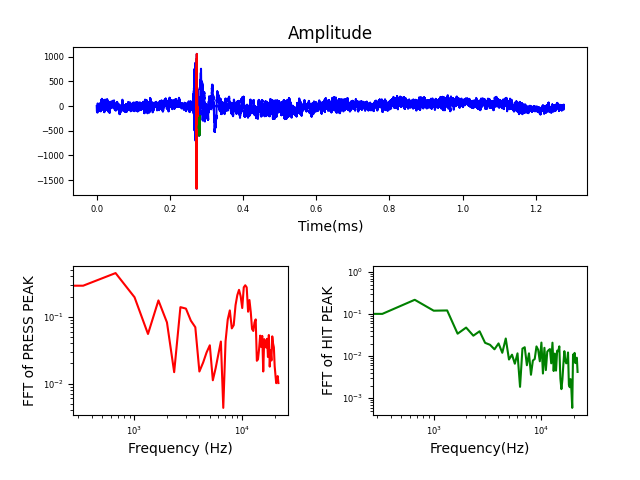 Amplitude
1000
500
0
−500
−1000
−1500
0.0 0.2 0.4 0.6 0.8 1.0 1.2
Time(ms)
FFT of PRESS PEAK
10⁻¹
10⁻²
10³ 10⁴
Frequency (Hz)
FFT of HIT PEAK
10⁰
10⁻¹
10⁻²
10⁻³
10³ 10⁴
Frequency(Hz)